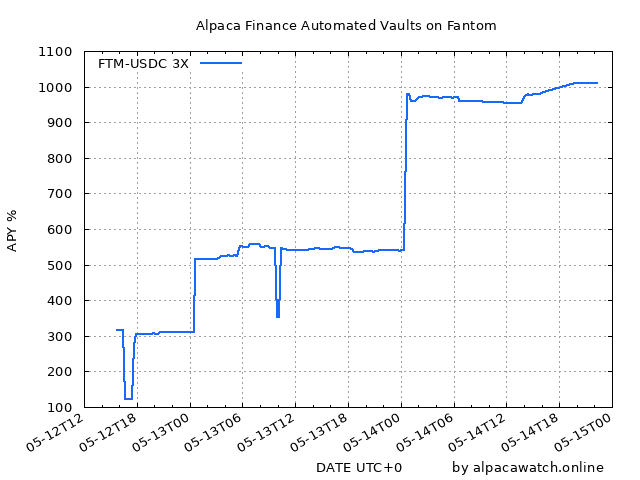 Alpaca Finance Automated Vaults on Fantom
FTM-USDC 3X
APY %
1100
1000
900
800
700
600
500
400
300
200
100
05-12T12
05-12T18
05-13T00
05-13T06
05-13T12
05-13T18
05-14T00
05-14T06
05-14T12
05-14T18
05-15T00
DATE UTC+0
by alpacawatch.online